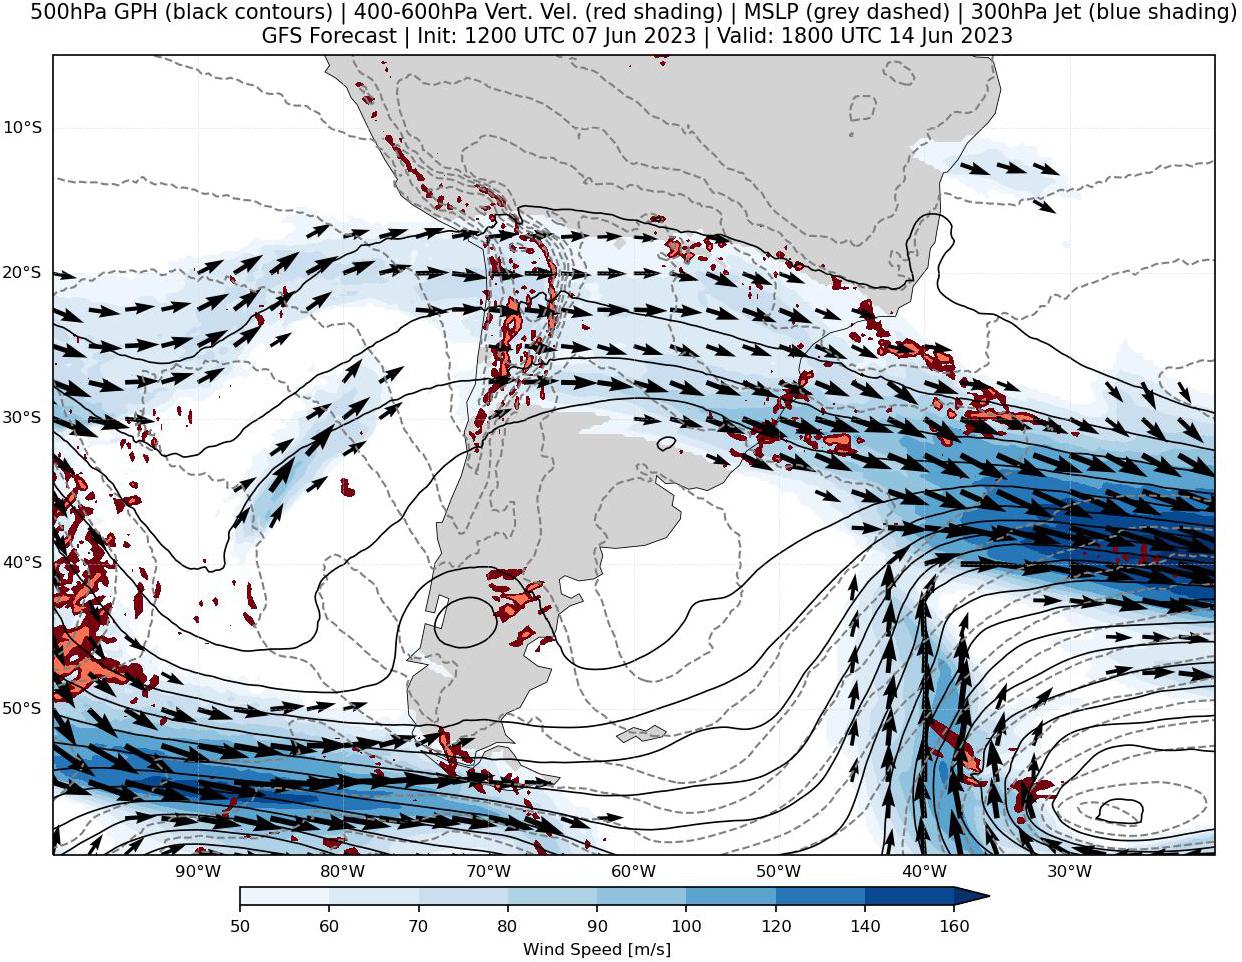 500hPa GPH (black contours) | 400-600hPa Vert. Vel. (red shading) | MSLP (grey dashed) | 300hPa Jet (blue shading)
GFS Forecast | Init: 1200 UTC 07 Jun 2023 | Valid: 1800 UTC 14 Jun 2023
10°S
20°S
30°S
40°S
50°S
90°W 80°W 70°W 60°W 50°W 40°W 30°W
50 60 70 80 90 100 120 140 160
Wind Speed [m/s]